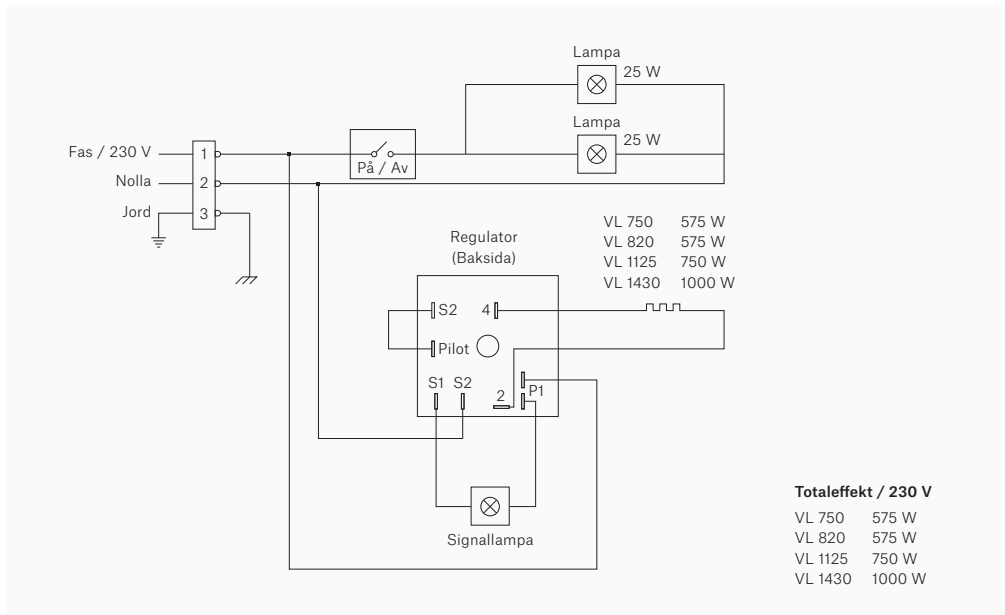 Lampa
25 W
Lampa
25 W
Fas / 230 V
1
På / Av
Nolla
2
Jord
3
VL 750 575 W
VL 820 575 W
VL 1125 750 W
VL 1430 1000 W
Regulator
(Baksida)
S2 4
Pilot
S1 S2 2 P1
Signallampa
Totaleffekt / 230 V
VL 750 575 W
VL 820 575 W
VL 1125 750 W
VL 1430 1000 W